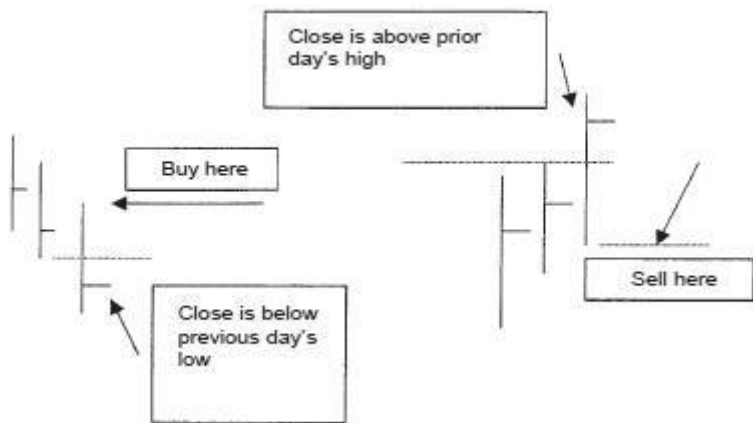 Close is above prior
day's high
Buy here
Sell here
Close is below
previous day's
low